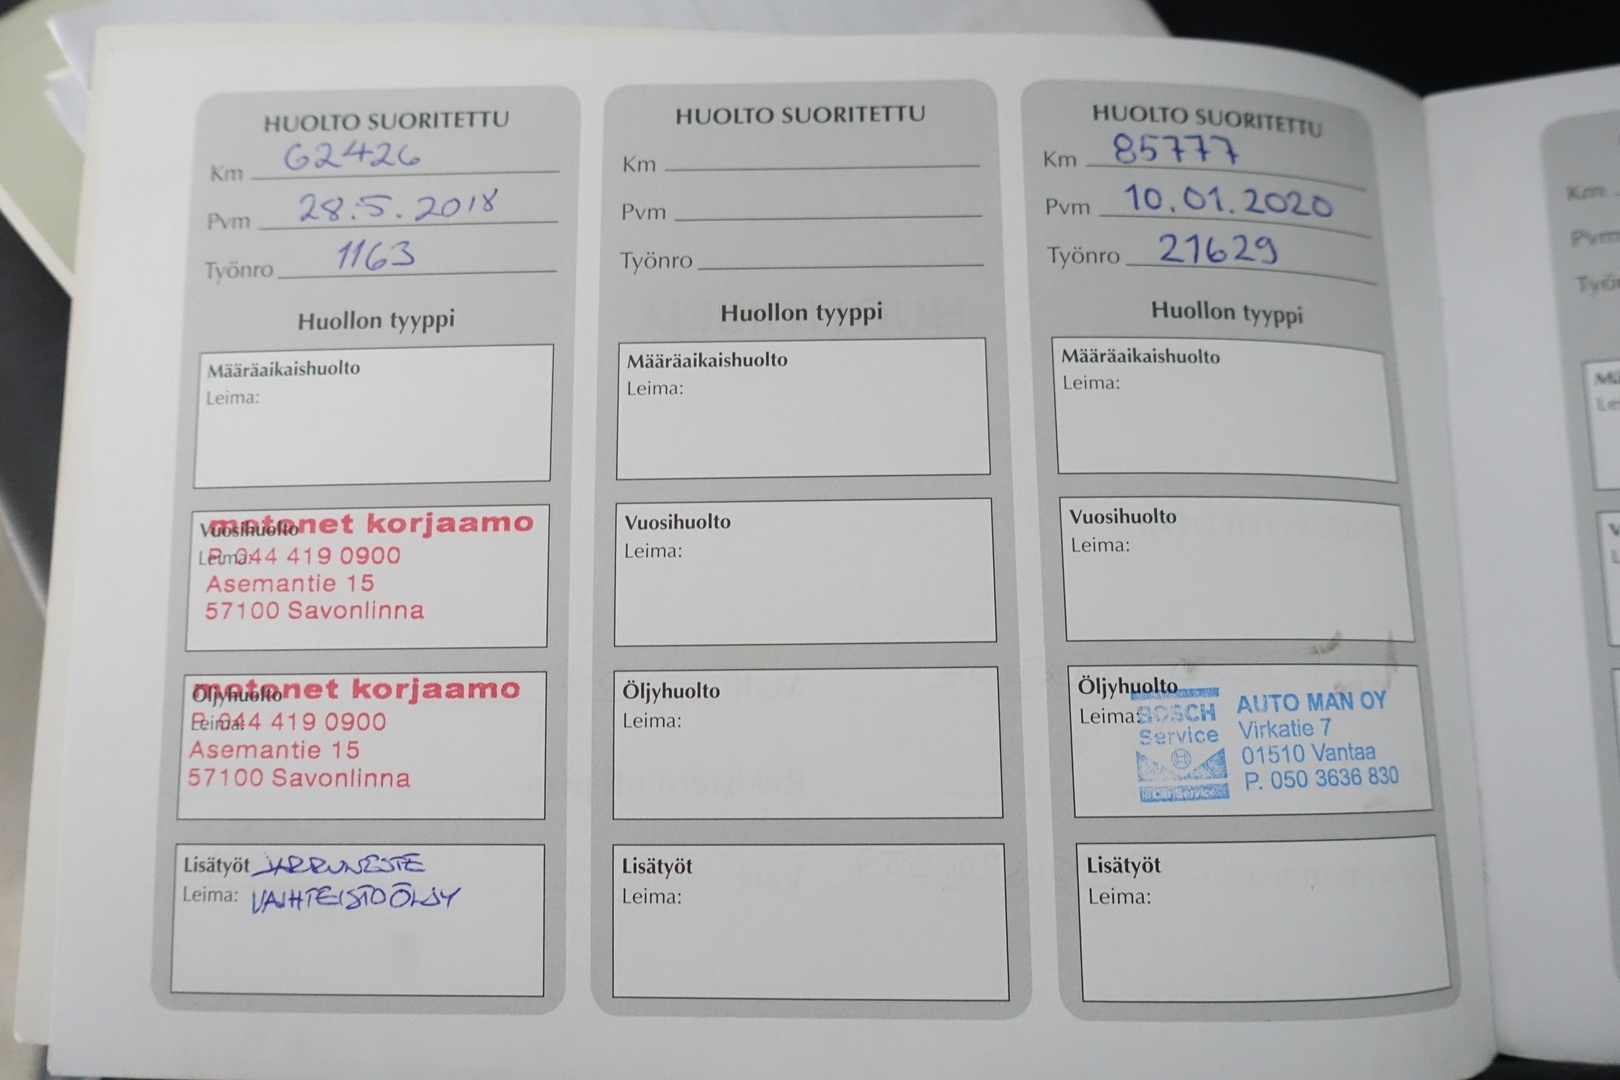 HUOLTO SUORITETTU
Km 62426
Pvm 28.5.2018
Työnro 1163
Huollon tyyppi
Määräaikaishuolto
Leima:
Vuosihuolto
motonet korjaamo
Leima:
P. 044 419 0900
Asemantie 15
57100 Savonlinna
Öljyhuolto
motonet korjaamo
Leima:
P. 044 419 0900
Asemantie 15
57100 Savonlinna
Lisätyöt JARRUNESTE
Leima: VAIHTEISTOÖLJY
HUOLTO SUORITETTU
Km
Pvm
Työnro
Huollon tyyppi
Määräaikaishuolto
Leima:
Vuosihuolto
Leima:
Öljyhuolto
Leima:
Lisätyöt
Leima:
HUOLTO SUORITETTU
Km 85777
Pvm 10.01.2020
Työnro 21629
Huollon tyyppi
Määräaikaishuolto
Leima:
Vuosihuolto
Leima:
Öljyhuolto
Leima:
BOSCH
Service
Car Service
AUTO MAN OY
Virkatie 7
01510 Vantaa
P. 050 3636 830
Lisätyöt
Leima:
Km
Pvm